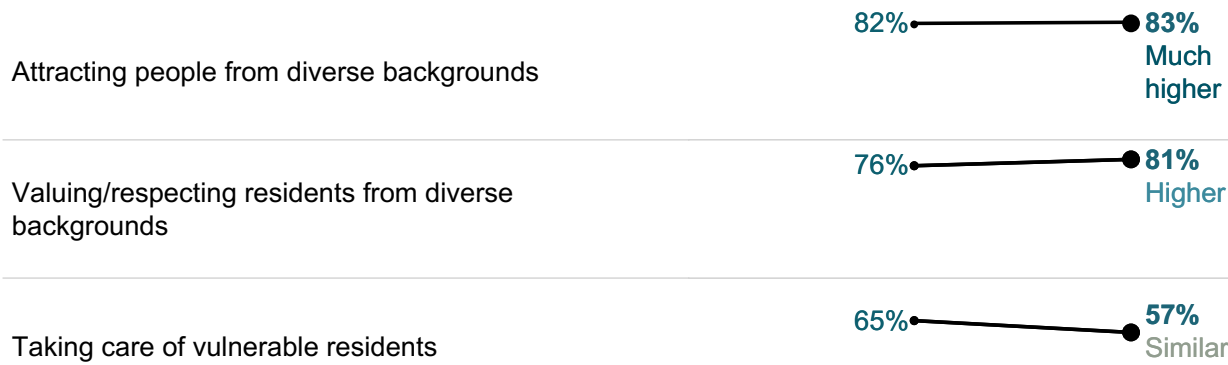 82%
83%
Much
higher
Attracting people from diverse backgrounds
76%
81%
Higher
Valuing/respecting residents from diverse
backgrounds
65%
57%
Similar
Taking care of vulnerable residents